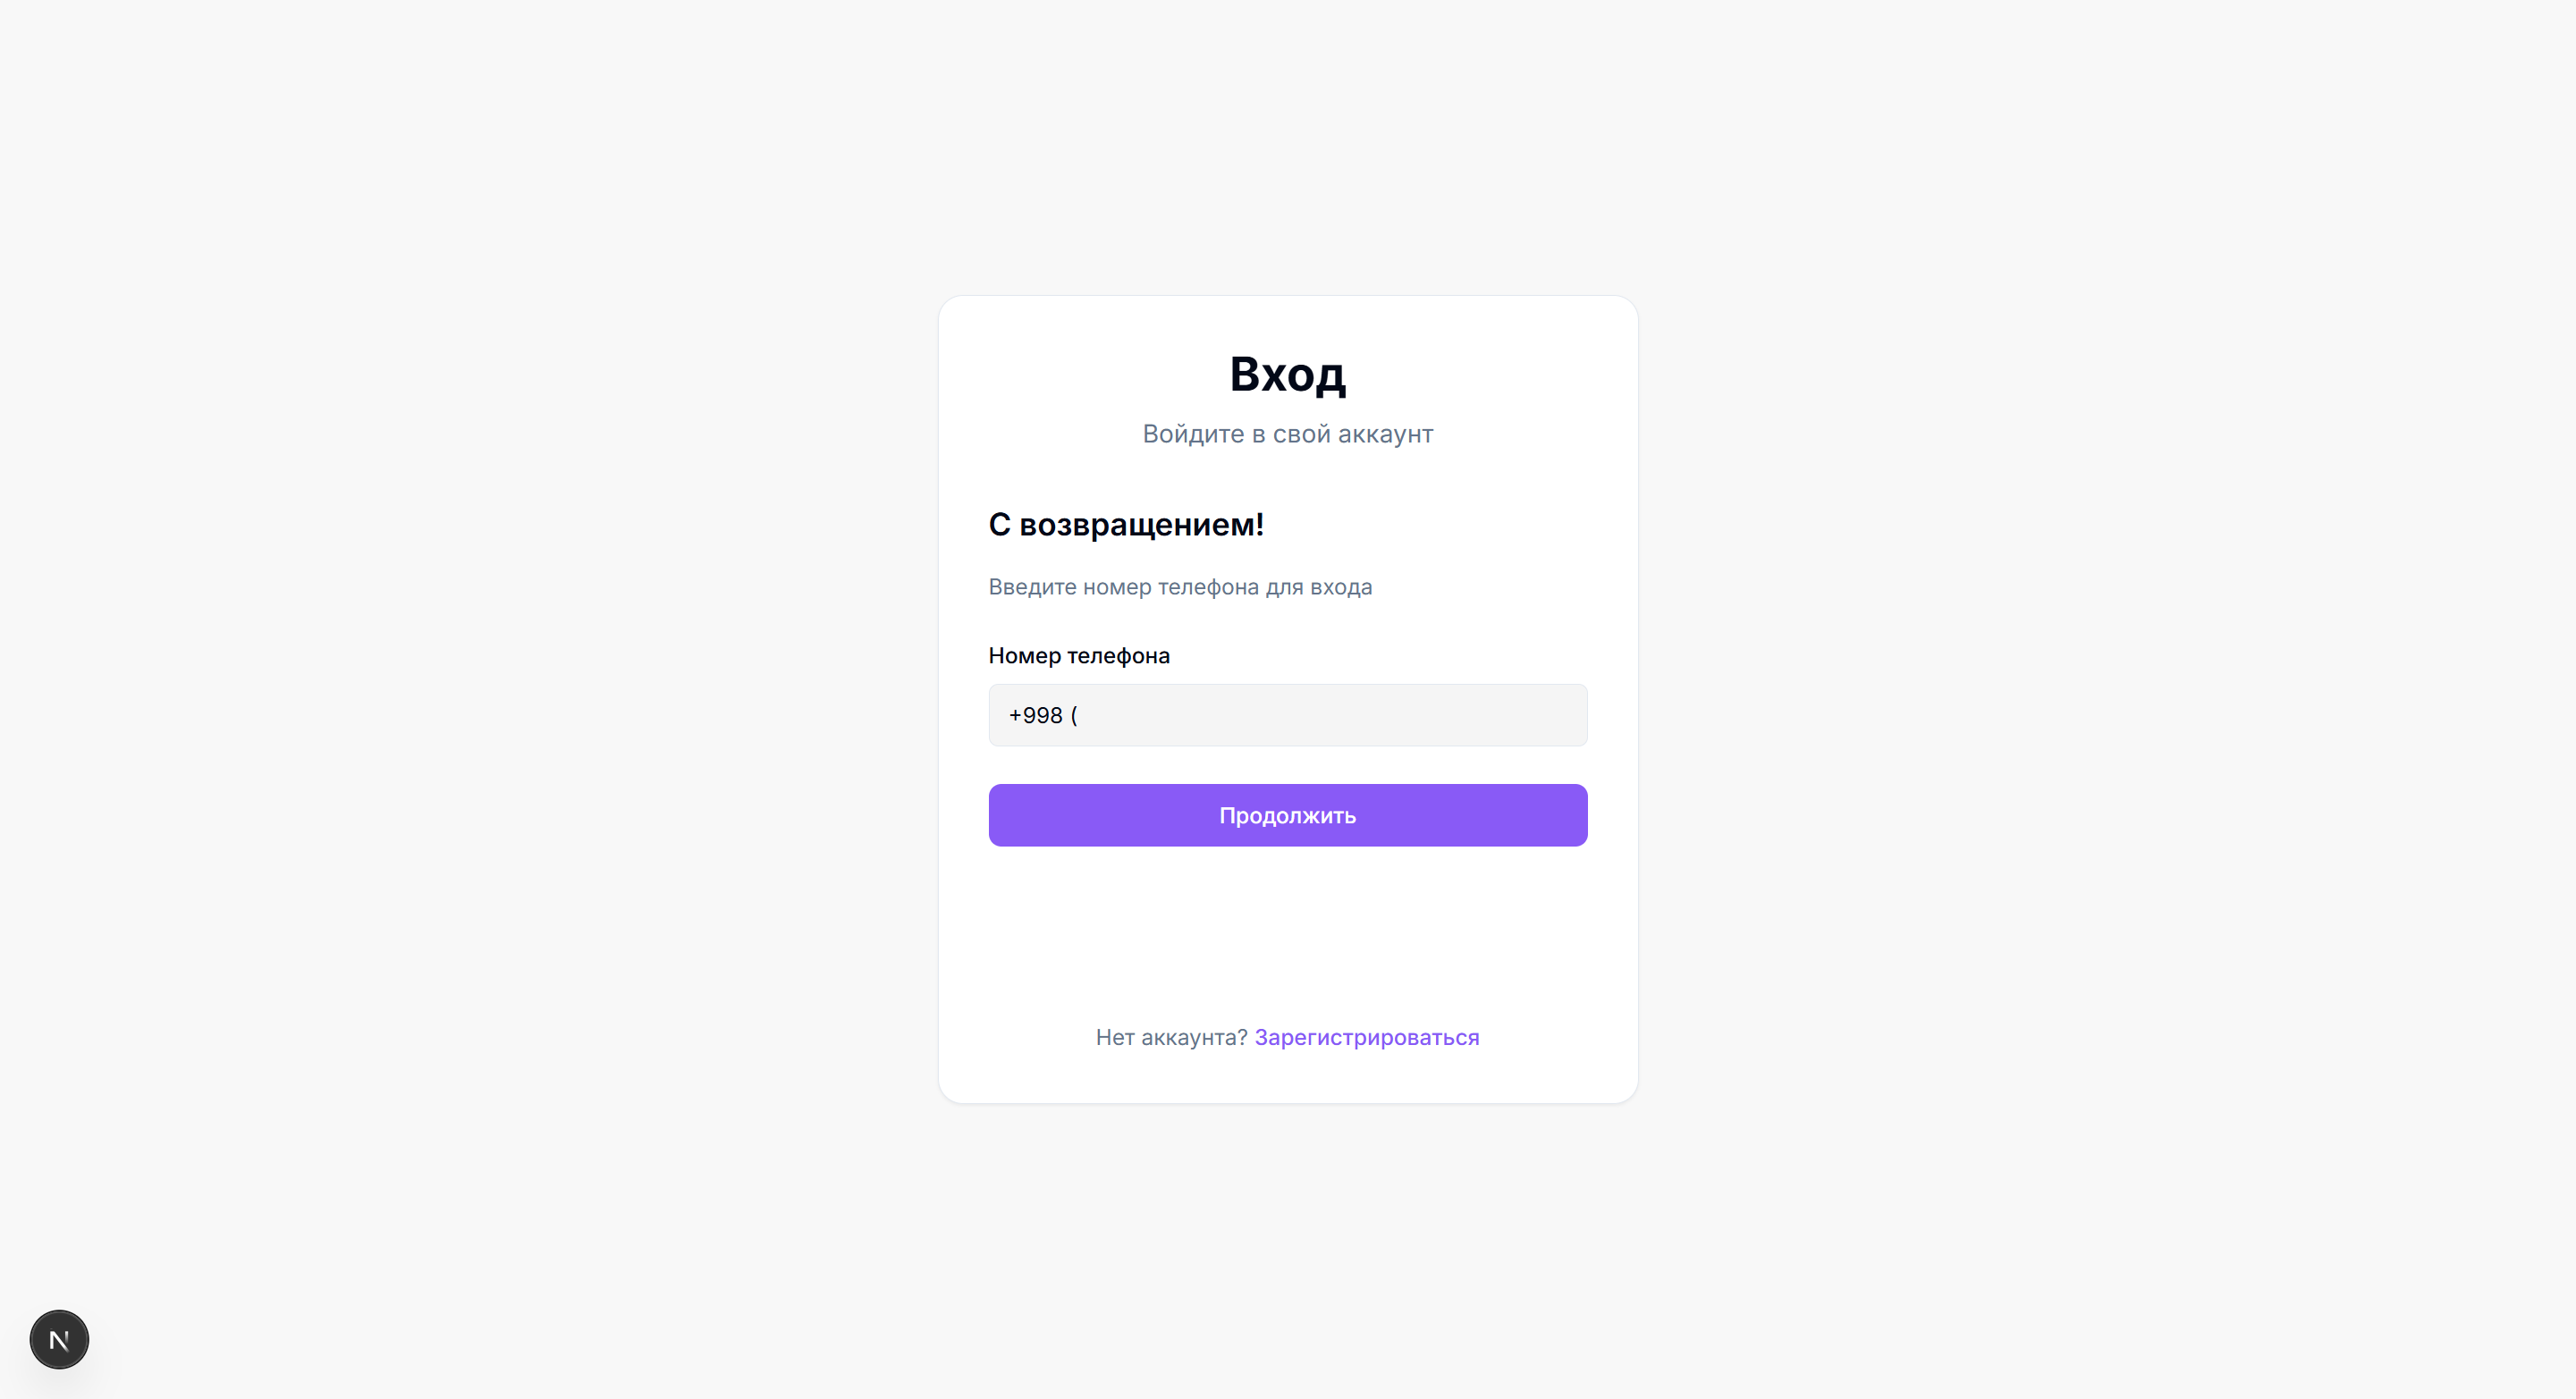 Вход
Войдите в свой аккаунт
С возвращением!
Введите номер телефона для входа
Номер телефона
+998 (
Продолжить
Нет аккаунта? Зарегистрироваться
N